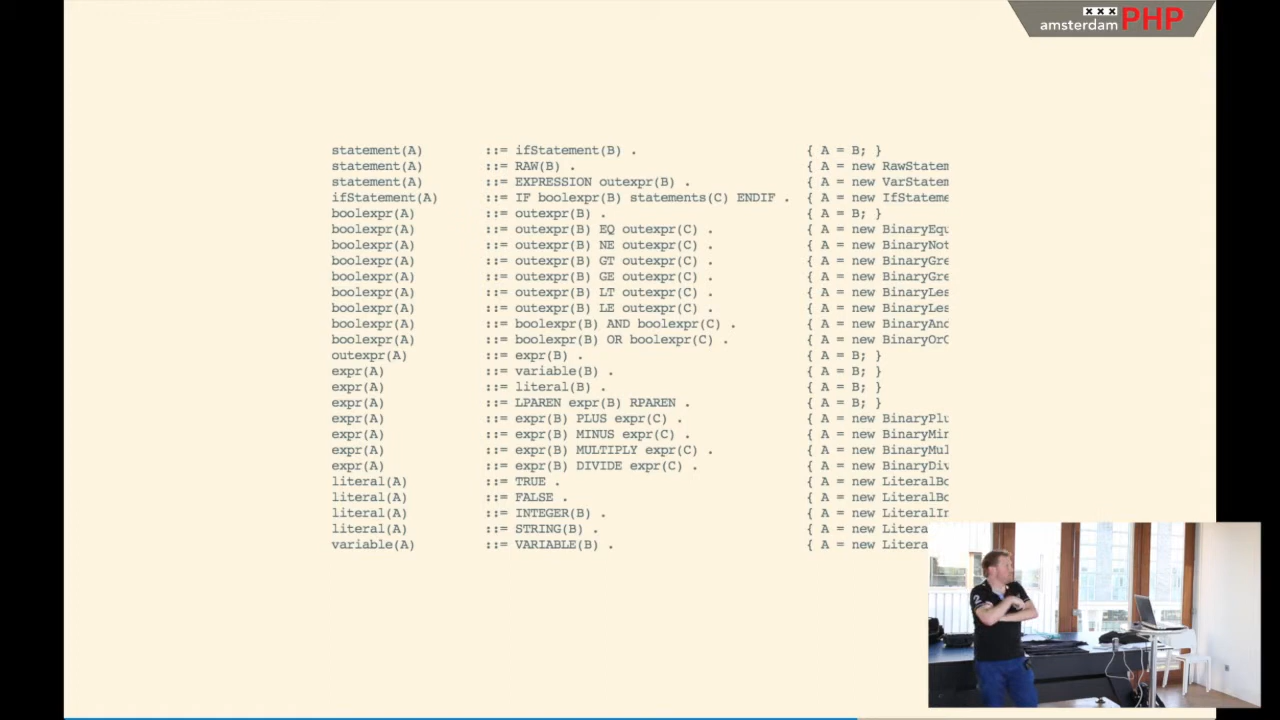 xxx
amsterdamPHP
statement(A) ::= ifStatement(B) . { A = B; }
statement(A) ::= RAW(B) . { A = new RawStatem
statement(A) ::= EXPRESSION outexpr(B) . { A = new VarStatem
ifStatement(A) ::= IF boolexpr(B) statements(C) ENDIF . { A = new IfStateme
boolexpr(A) ::= outexpr(B) . { A = B; }
boolexpr(A) ::= outexpr(B) EQ outexpr(C) . { A = new BinaryEqu
boolexpr(A) ::= outexpr(B) NE outexpr(C) . { A = new BinaryNot
boolexpr(A) ::= outexpr(B) GT outexpr(C) . { A = new BinaryGre
boolexpr(A) ::= outexpr(B) GE outexpr(C) . { A = new BinaryGre
boolexpr(A) ::= outexpr(B) LT outexpr(C) . { A = new BinaryLes
boolexpr(A) ::= outexpr(B) LE outexpr(C) . { A = new BinaryLes
boolexpr(A) ::= boolexpr(B) AND boolexpr(C) . { A = new BinaryAnd
boolexpr(A) ::= boolexpr(B) OR boolexpr(C) . { A = new BinaryOrC
outexpr(A) ::= expr(B) . { A = B; }
expr(A) ::= variable(B) . { A = B; }
expr(A) ::= literal(B) . { A = B; }
expr(A) ::= LPAREN expr(B) RPAREN . { A = B; }
expr(A) ::= expr(B) PLUS expr(C) . { A = new BinaryPlu
expr(A) ::= expr(B) MINUS expr(C) . { A = new BinaryMin
expr(A) ::= expr(B) MULTIPLY expr(C) . { A = new BinaryMul
expr(A) ::= expr(B) DIVIDE expr(C) . { A = new BinaryDiv
literal(A) ::= TRUE . { A = new LiteralBo
literal(A) ::= FALSE . { A = new LiteralBo
literal(A) ::= INTEGER(B) . { A = new LiteralIn
literal(A) ::= STRING(B) . { A = new Litera
variable(A) ::= VARIABLE(B) . { A = new Litera
2